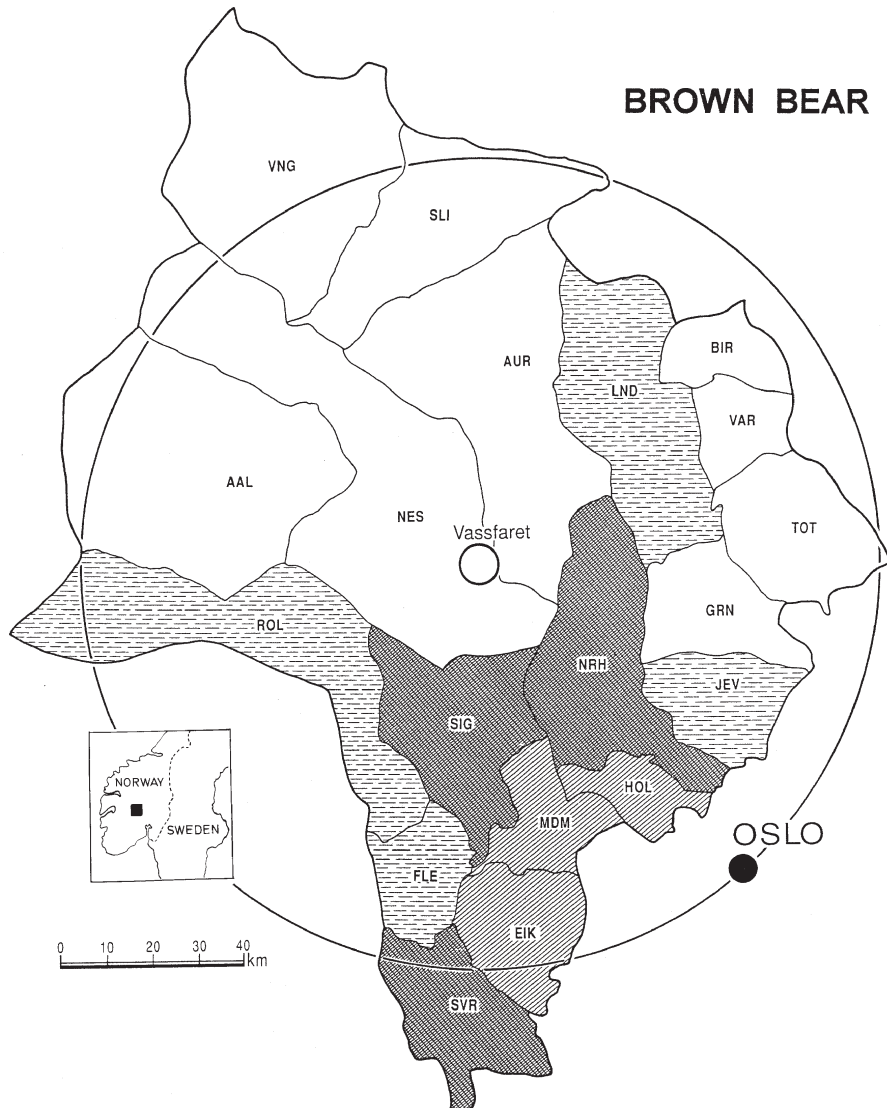 BROWN BEAR
VNG
SLI
BIR
AUR
LND
VAR
AAL
NES
Vassfaret
TOT
GRN
ROL
NRH
JEV
SIG
NORWAY
HOL
SWEDEN
MDM
OSLO
FLE
EIK
0 10 20 30 40
km
SVR